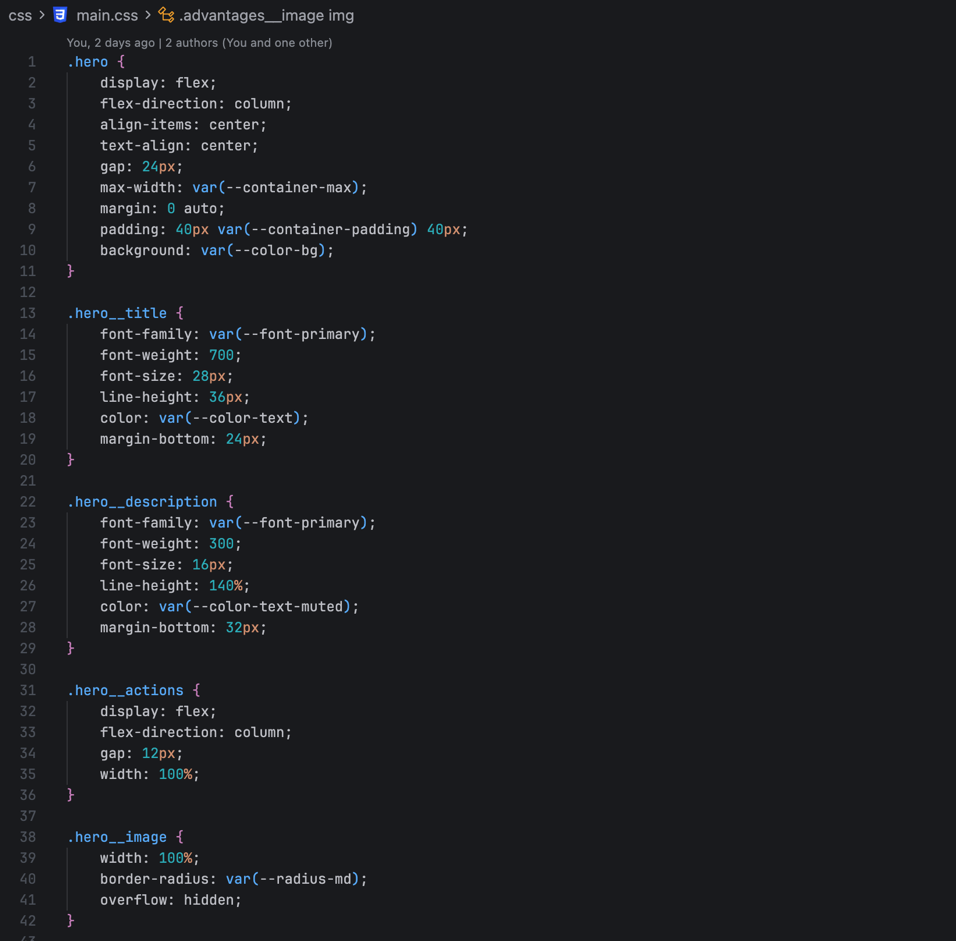 css > main.css > .advantages__image img
You, 2 days ago | 2 authors (You and one other)
1 .hero {
2 display: flex;
3 flex-direction: column;
4 align-items: center;
5 text-align: center;
6 gap: 24px;
7 max-width: var(--container-max);
8 margin: 0 auto;
9 padding: 40px var(--container-padding) 40px;
10 background: var(--color-bg);
11 }
12
13 .hero__title {
14 font-family: var(--font-primary);
15 font-weight: 700;
16 font-size: 28px;
17 line-height: 36px;
18 color: var(--color-text);
19 margin-bottom: 24px;
20 }
21
22 .hero__description {
23 font-family: var(--font-primary);
24 font-weight: 300;
25 font-size: 16px;
26 line-height: 140%;
27 color: var(--color-text-muted);
28 margin-bottom: 32px;
29 }
30
31 .hero__actions {
32 display: flex;
33 flex-direction: column;
34 gap: 12px;
35 width: 100%;
36 }
37
38 .hero__image {
39 width: 100%;
40 border-radius: var(--radius-md);
41 overflow: hidden;
42 }
43